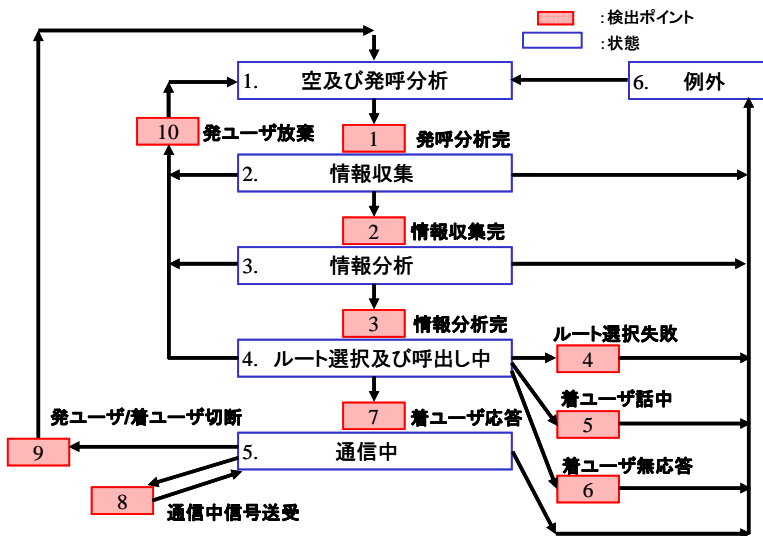 :検出ポイント
:状態
1. 空及び発呼分析
6. 例外
10 発ユーザ放棄
1 発呼分析完
2. 情報収集
2 情報収集完
3. 情報分析
3 情報分析完
ルート選択失敗
4. ルート選択及び呼出し中
4
着ユーザ話中
発ユーザ/着ユーザ切断
7 着ユーザ応答
5
9
5. 通信中
着ユーザ無応答
6
8
通信中信号送受